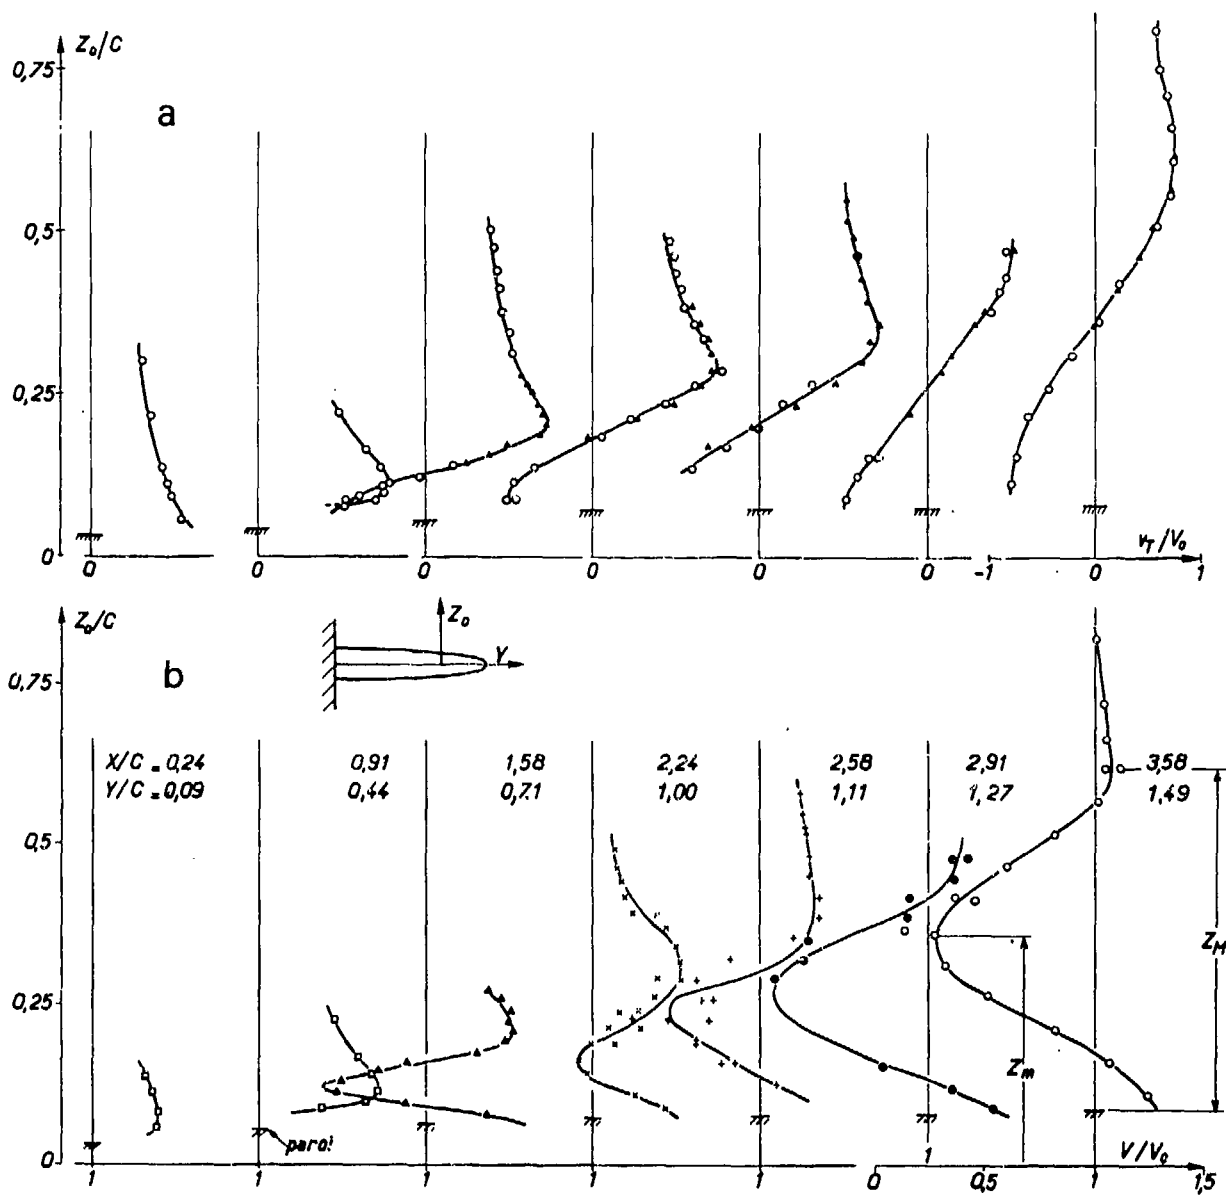 Z₀/C
0,75
a
0,5
0,25
0
0 0 0 0 0 0 -1 0 1
v_T/V₀
Z₀/C
Z₀
Y
b
0,75
X/C = 0,24 0,91 1,58 2,24 2,58 2,91 3,58
Y/C = 0,09 0,44 0,71 1,00 1,11 1,27 1,49
0,5
0,25
Z_M
Z_m
paroi
0
1 1 1 1 1 1 1 1,5
0 0,5
V/V₀